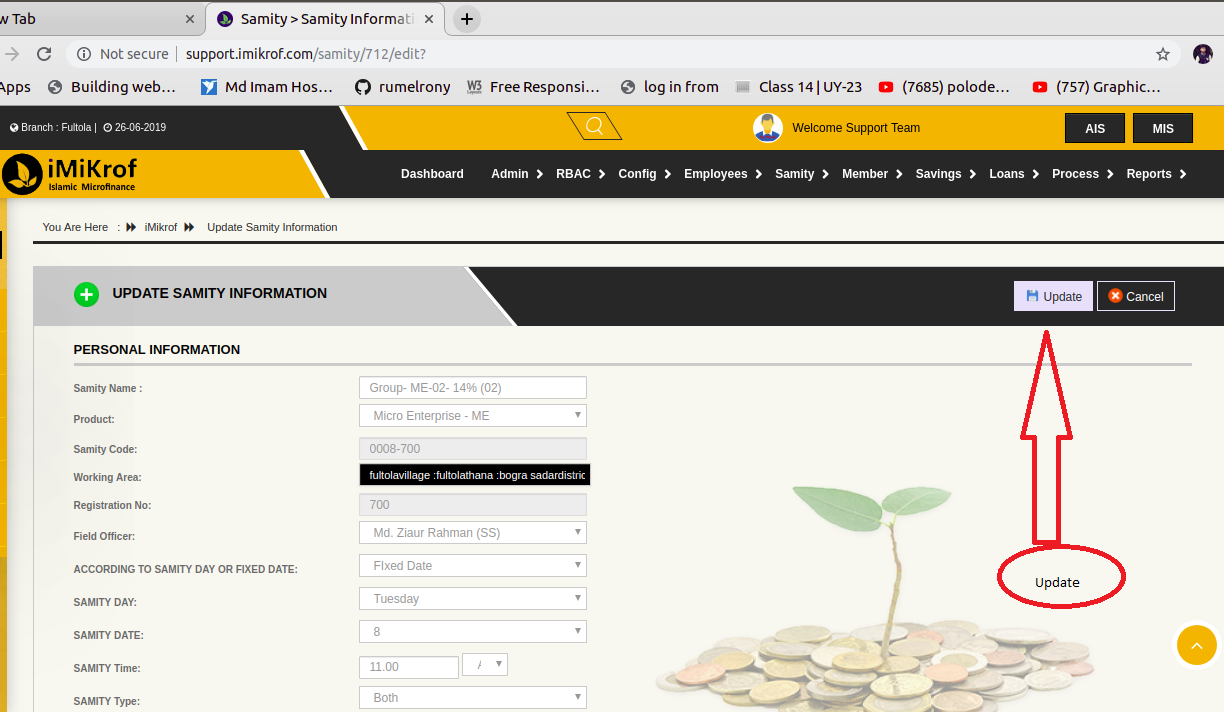 w Tab
Samity > Samity Informati
Not secure support.imikrof.com/samity/712/edit?
Apps Building web... Md Imam Hos... rumelrony W3 Free Responsi... log in from Class 14 | UY-23 (7685) polode... (757) Graphic...
Branch : Fultola | 26-06-2019 Welcome Support Team AIS MIS
iMiKrof
Islamic Microfinance
Dashboard Admin RBAC Config Employees Samity Member Savings Loans Process Reports
You Are Here : iMikrof Update Samity Information
UPDATE SAMITY INFORMATION Update Cancel
PERSONAL INFORMATION
Samity Name : Group- ME-02- 14% (02)
Product: Micro Enterprise - ME
Samity Code: 0008-700
Working Area: fultolavillage :fultolathana :bogra sadardistric
Registration No: 700
Field Officer: Md. Ziaur Rahman (SS)
ACCORDING TO SAMITY DAY OR FIXED DATE: FIxed Date
SAMITY DAY: Tuesday
Update
SAMITY DATE: 8
SAMITY Time: 11.00
SAMITY Type: Both